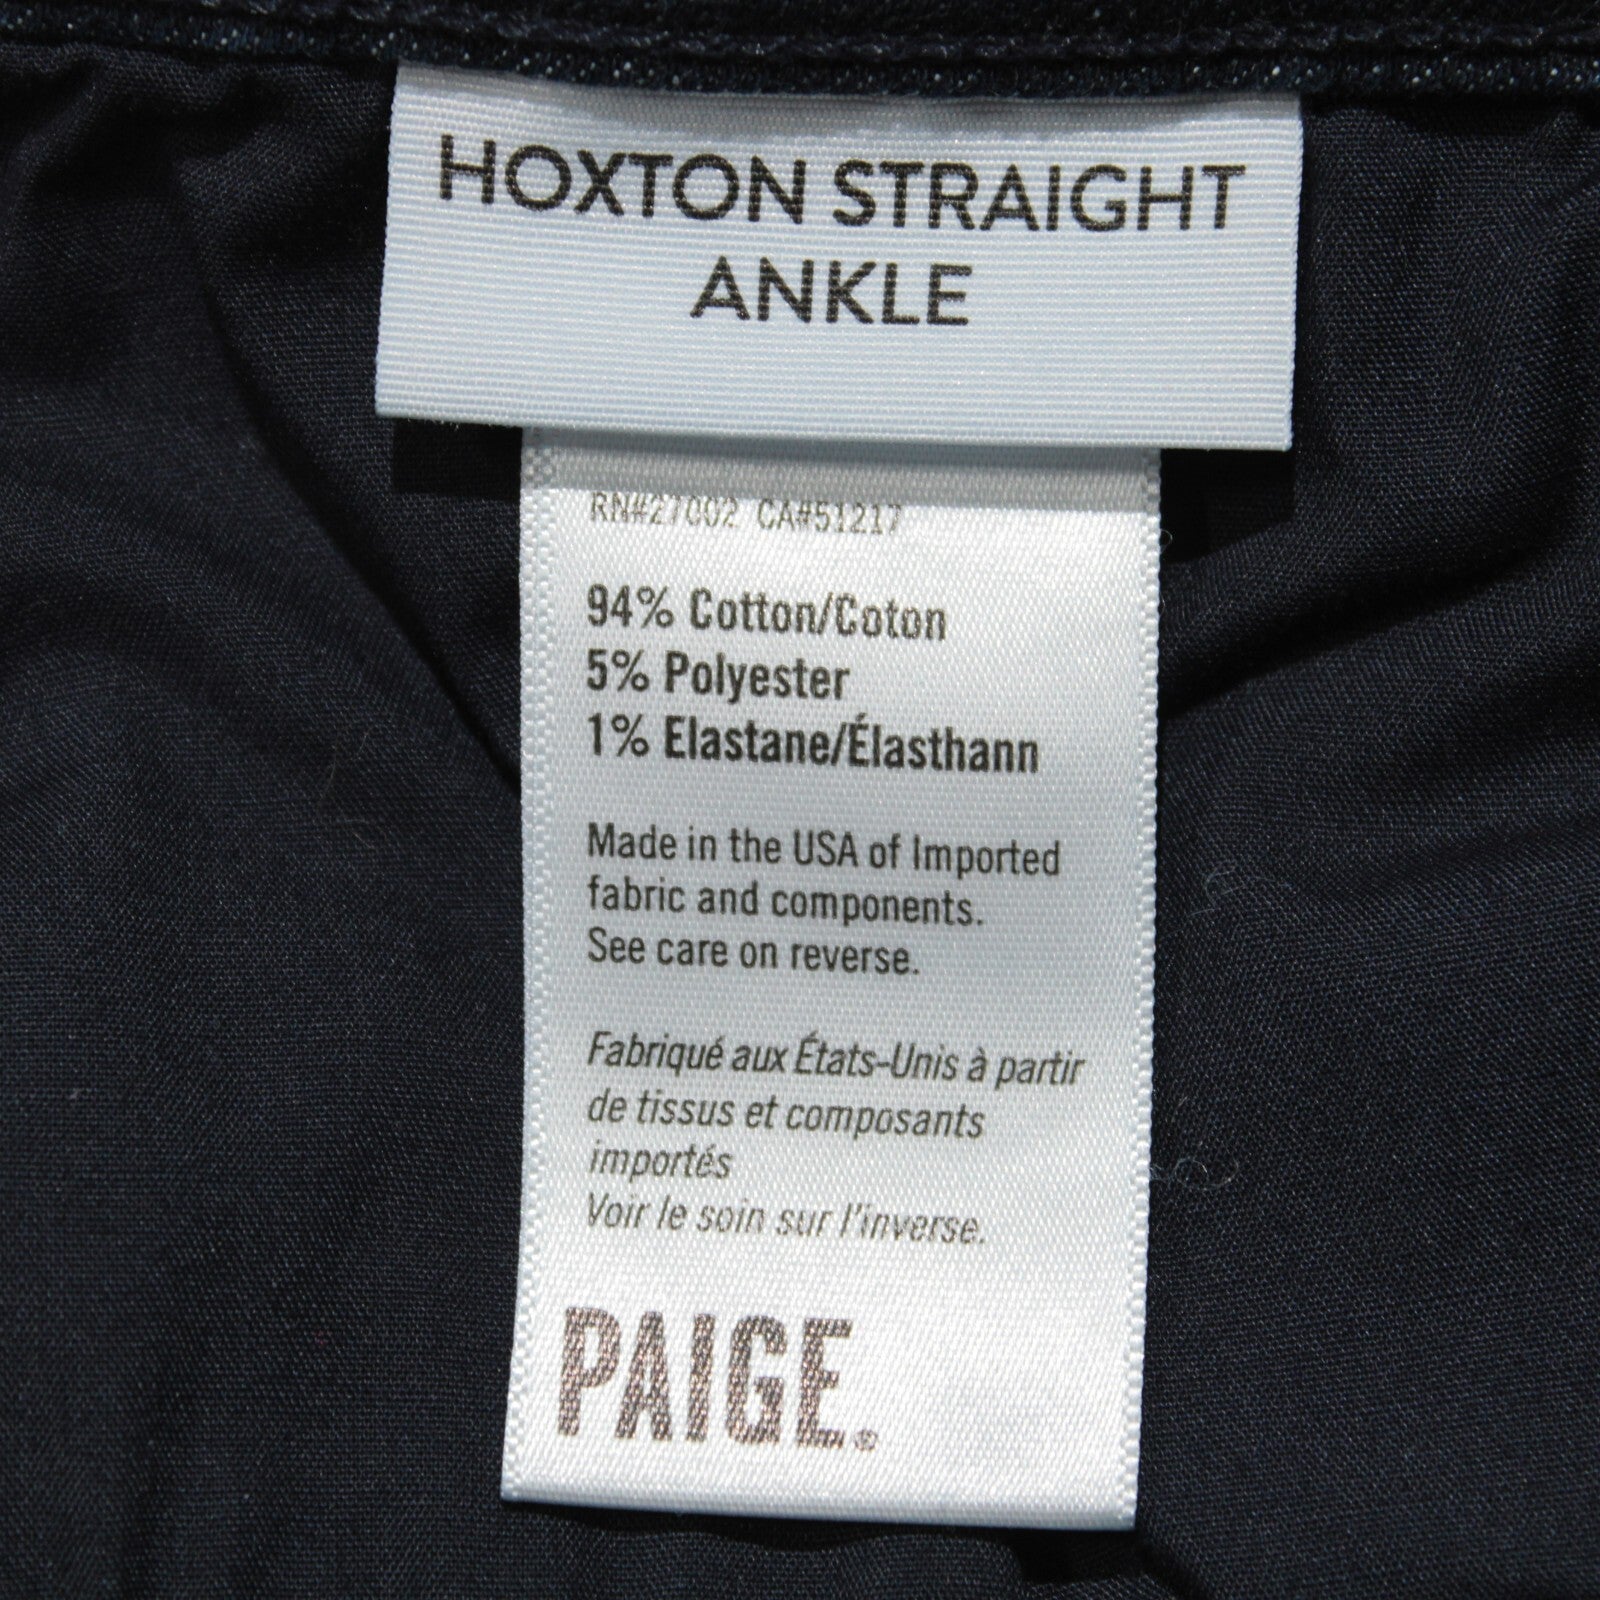 HOXTON STRAIGHT
ANKLE
RN#27002 CA#51217
94% Cotton/Coton
5% Polyester
1% Elastane/Élasthann
Made in the USA of Imported
fabric and components.
See care on reverse.
Fabriqué aux États-Unis à partir
de tissus et composants
importés
Voir le soin sur l'inverse.
PAIGE.®